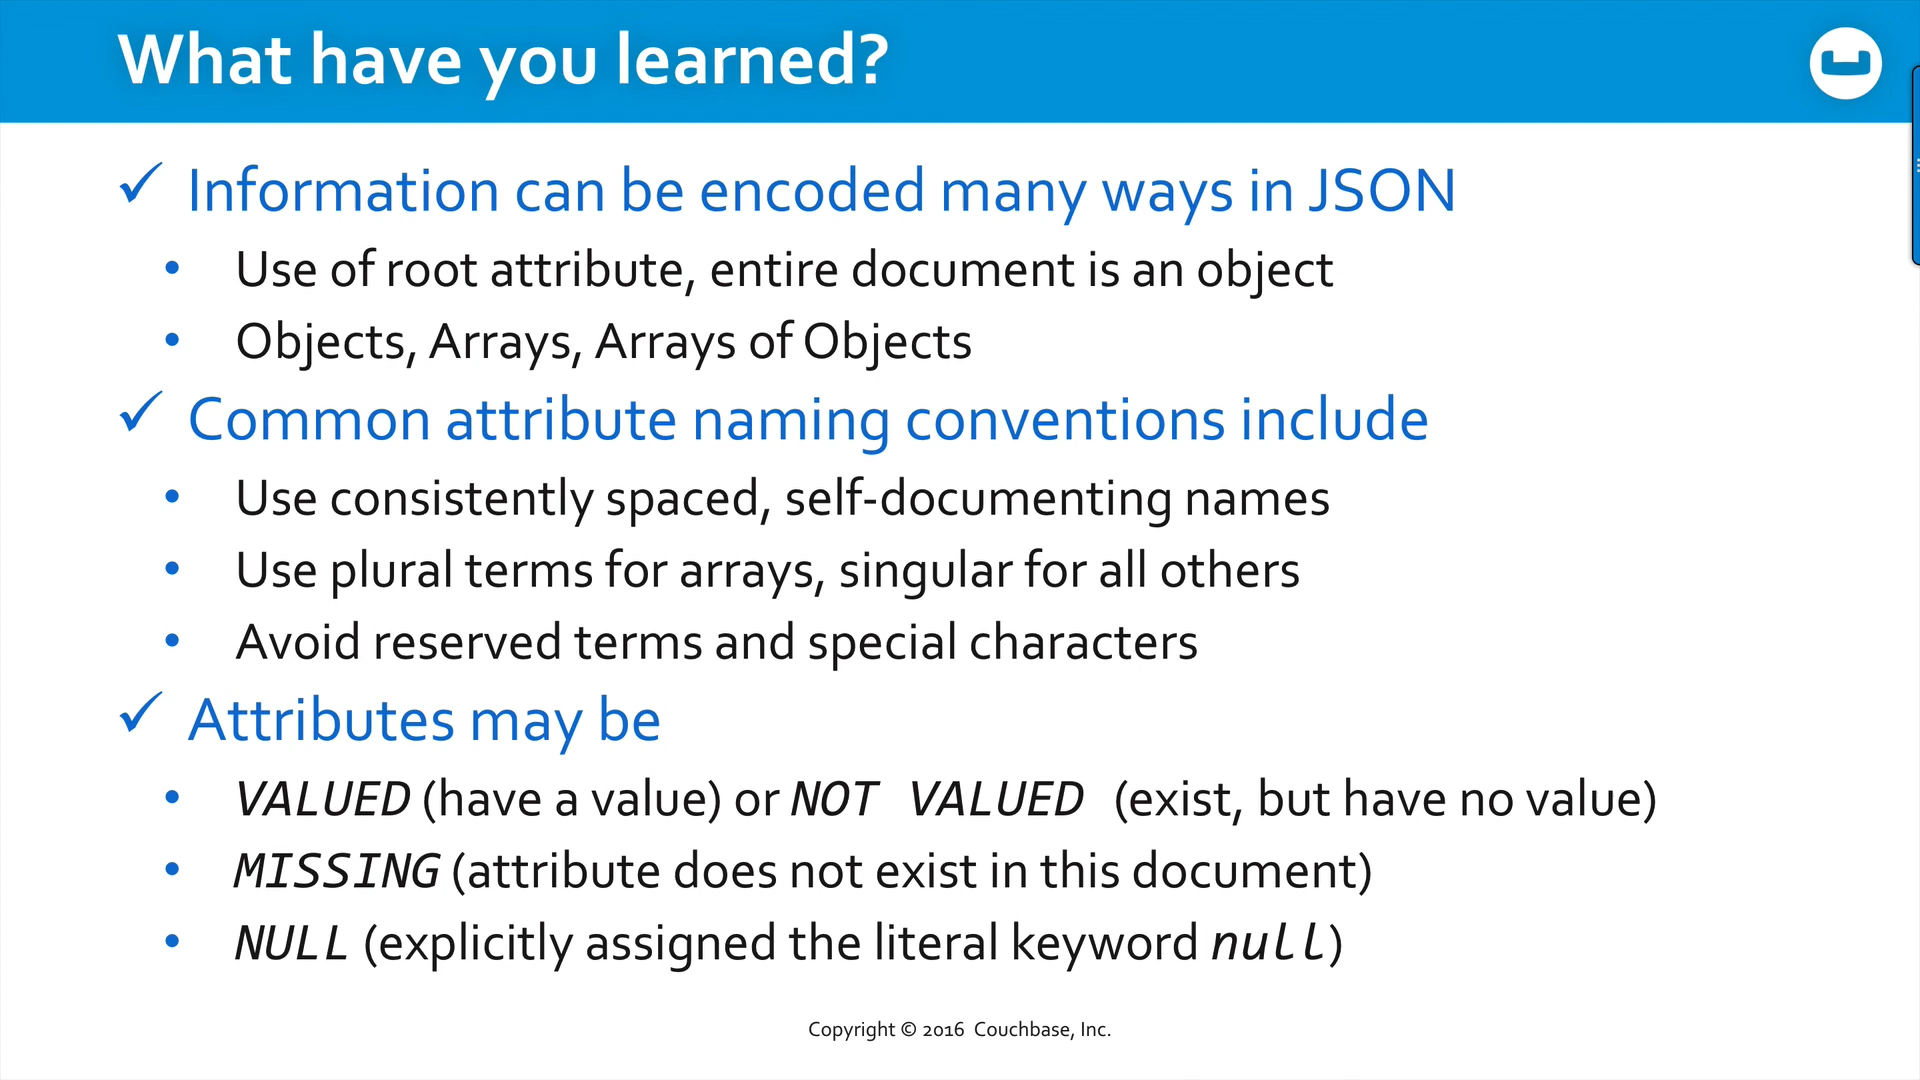 What have you learned?
✓ Information can be encoded many ways in JSON
• Use of root attribute, entire document is an object
• Objects, Arrays, Arrays of Objects
✓ Common attribute naming conventions include
• Use consistently spaced, self-documenting names
• Use plural terms for arrays, singular for all others
• Avoid reserved terms and special characters
✓ Attributes may be
• VALUED (have a value) or NOT VALUED (exist, but have no value)
• MISSING (attribute does not exist in this document)
• NULL (explicitly assigned the literal keyword null)
Copyright © 2016 Couchbase, Inc.